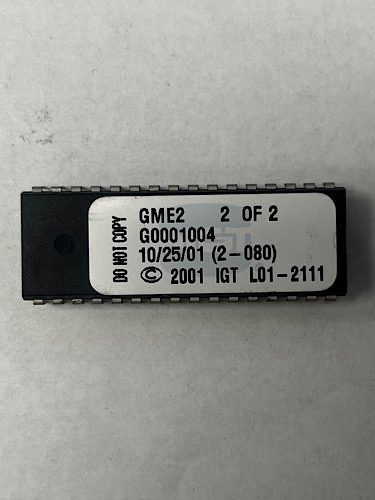 DO NOT COPY
GME2 2 OF 2
G0001004
10/25/01 (2-080)
© 2001 IGT L01-2111